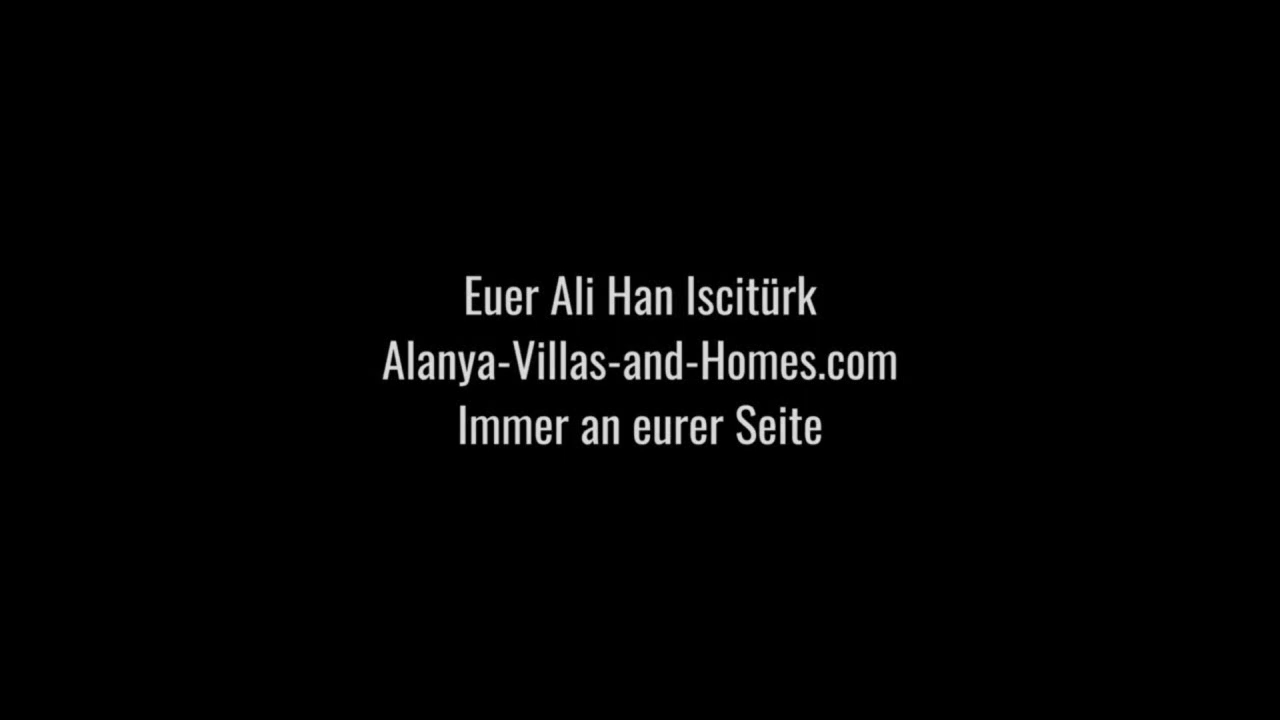 Euer Ali Han Iscitürk
Alanya-Villas-and-Homes.com
Immer an eurer Seite